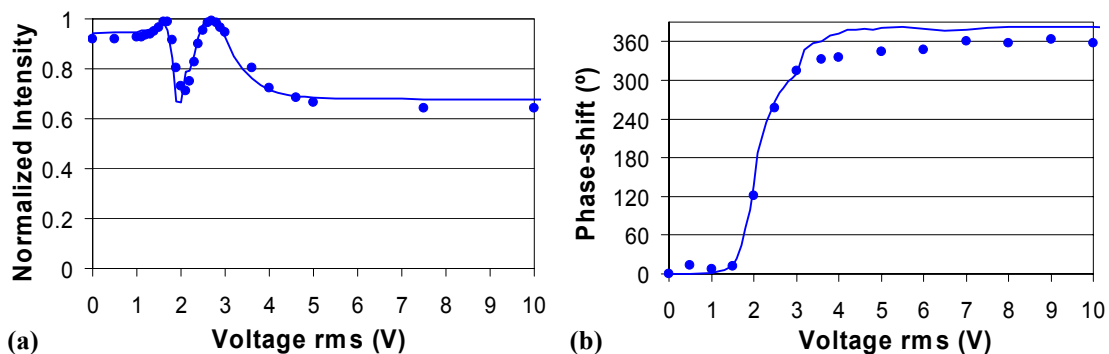 1
0.8
0.6
0.4
0.2
0
Normalized Intensity
0 1 2 3 4 5 6 7 8 9 10
Voltage rms (V)
(a)
360
300
240
180
120
60
0
Phase-shift (º)
0 1 2 3 4 5 6 7 8 9 10
Voltage rms (V)
(b)